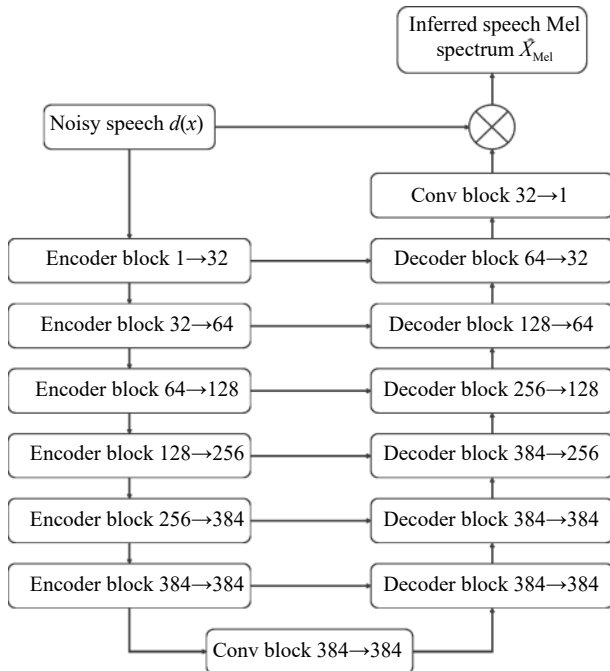 Inferred speech Mel
spectrum X̂_Mel
Noisy speech d(x)
Conv block 32→1
Encoder block 1→32
Decoder block 64→32
Encoder block 32→64
Decoder block 128→64
Encoder block 64→128
Decoder block 256→128
Encoder block 128→256
Decoder block 384→256
Encoder block 256→384
Decoder block 384→384
Encoder block 384→384
Decoder block 384→384
Conv block 384→384